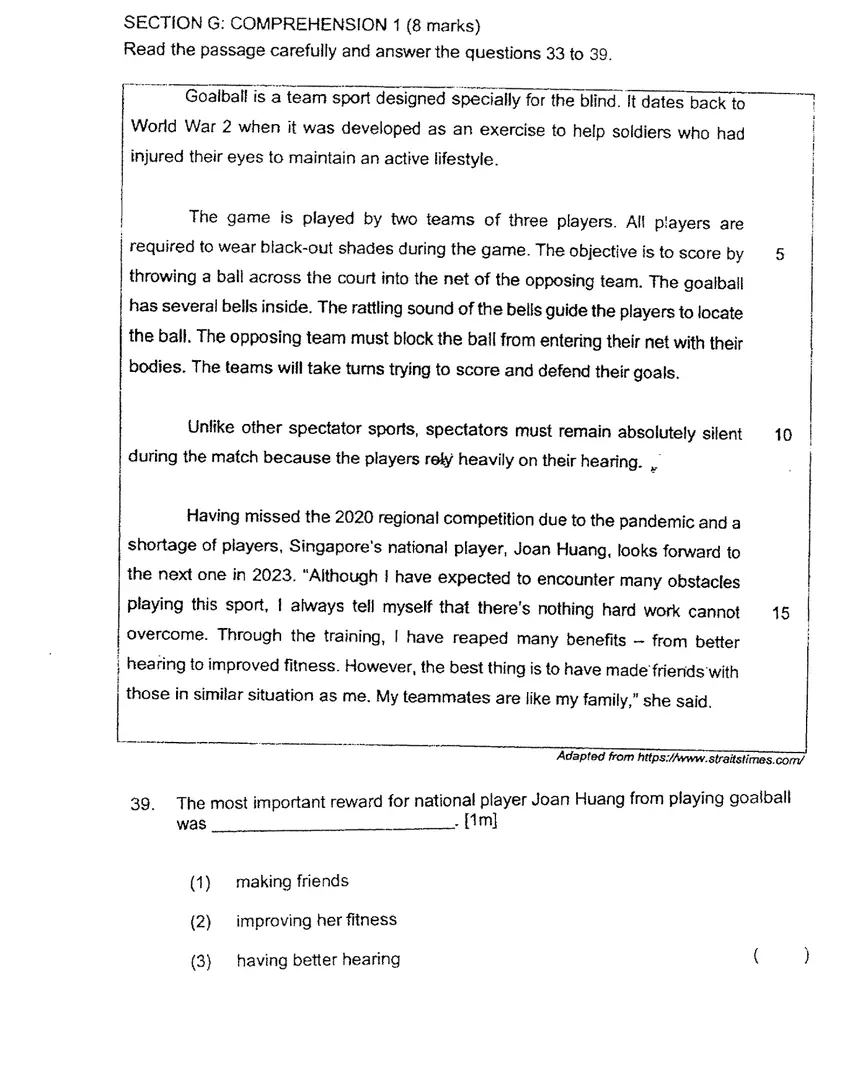 SECTION G: COMPREHENSION 1 (8 marks)
Read the passage carefully and answer the questions 33 to 39.
Goalball is a team sport designed specially for the blind. It dates back to
World War 2 when it was developed as an exercise to help soldiers who had
injured their eyes to maintain an active lifestyle.
The game is played by two teams of three players. All players are
required to wear black-out shades during the game. The objective is to score by 5
throwing a ball across the court into the net of the opposing team. The goalball
has several bells inside. The rattling sound of the bells guide the players to locate
the ball. The opposing team must block the ball from entering their net with their
bodies. The teams will take turns trying to score and defend their goals.
Unlike other spectator sports, spectators must remain absolutely silent 10
during the match because the players rely heavily on their hearing.
Having missed the 2020 regional competition due to the pandemic and a
shortage of players, Singapore's national player, Joan Huang, looks forward to
the next one in 2023. "Although I have expected to encounter many obstacles
playing this sport, I always tell myself that there's nothing hard work cannot 15
overcome. Through the training, I have reaped many benefits – from better
hearing to improved fitness. However, the best thing is to have made friends with
those in similar situation as me. My teammates are like my family," she said.
Adapted from https://www.straitstimes.com/
39. The most important reward for national player Joan Huang from playing goalball
was ______________________. [1m]
(1) making friends
(2) improving her fitness
(3) having better hearing ( )